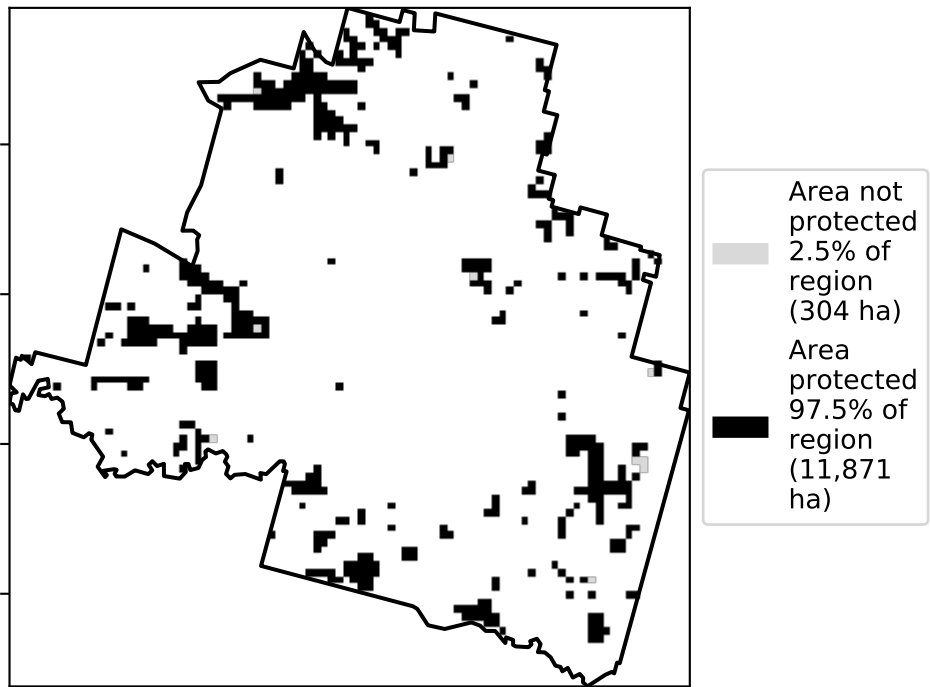 Area not
protected
2.5% of
region
(304 ha)
Area
protected
97.5% of
region
(11,871
ha)